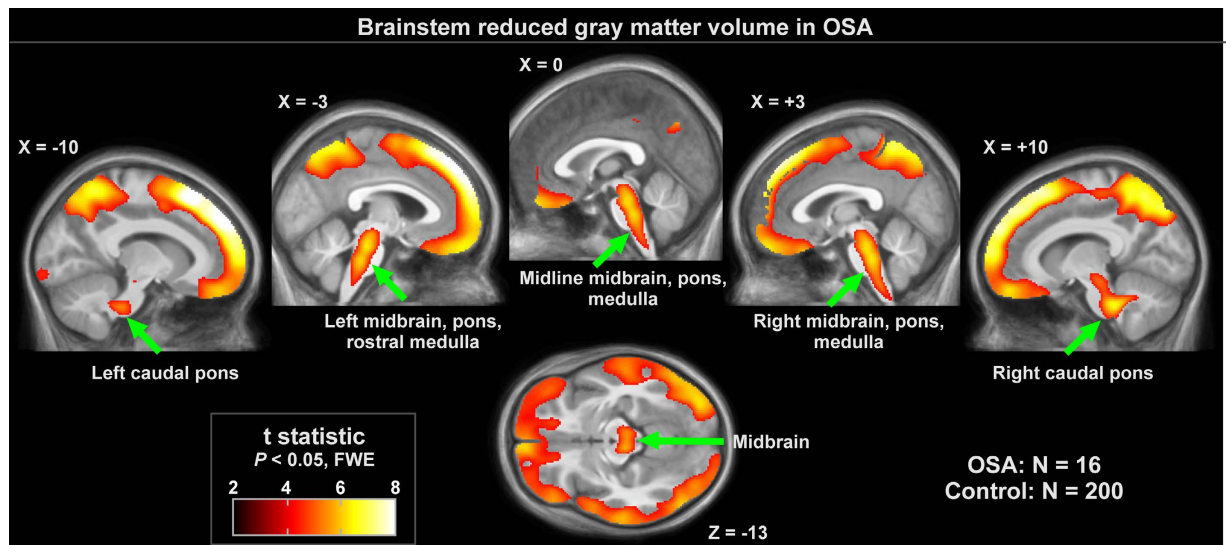 Brainstem reduced gray matter volume in OSA
X = 0
X = -3
X = +3
X = -10
X = +10
Midline midbrain, pons,
medulla
Left midbrain, pons,
rostral medulla
Right midbrain, pons,
medulla
Left caudal pons
Right caudal pons
t statistic
P < 0.05, FWE
2 4 6 8
Midbrain
OSA: N = 16
Control: N = 200
Z = -13